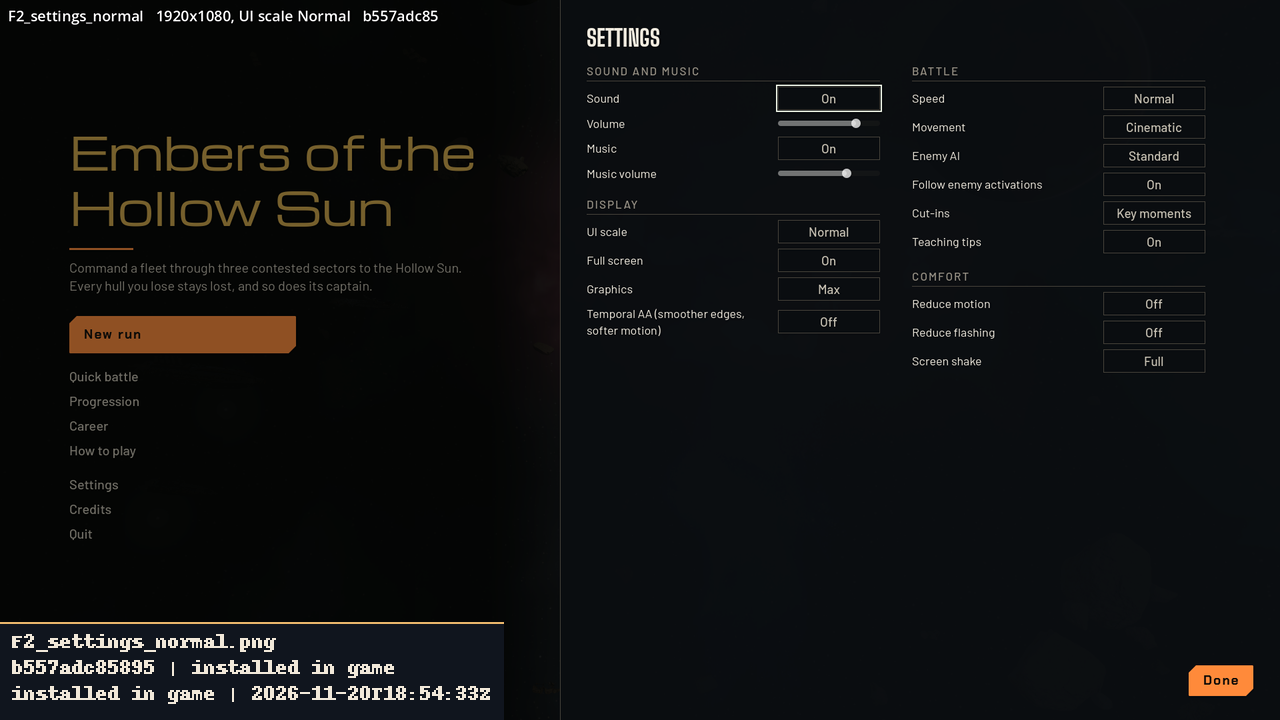 F2_settings_normal 1920x1080, UI scale Normal b557adc85
Embers of the
Hollow Sun
Command a fleet through three contested sectors to the Hollow Sun.
Every hull you lose stays lost, and so does its captain.
New run
Quick battle
Progression
Career
How to play
Settings
Credits
Quit
SETTINGS
SOUND AND MUSIC
Sound On
Volume
Music On
Music volume
DISPLAY
UI scale Normal
Full screen On
Graphics Max
Temporal AA (smoother edges,
softer motion) Off
BATTLE
Speed Normal
Movement Cinematic
Enemy AI Standard
Follow enemy activations On
Cut-ins Key moments
Teaching tips On
COMFORT
Reduce motion Off
Reduce flashing Off
Screen shake Full
Done
F2_settings_normal.png
b557adc85895 | installed in game
installed in game | 2026-11-20T18:54:33Z